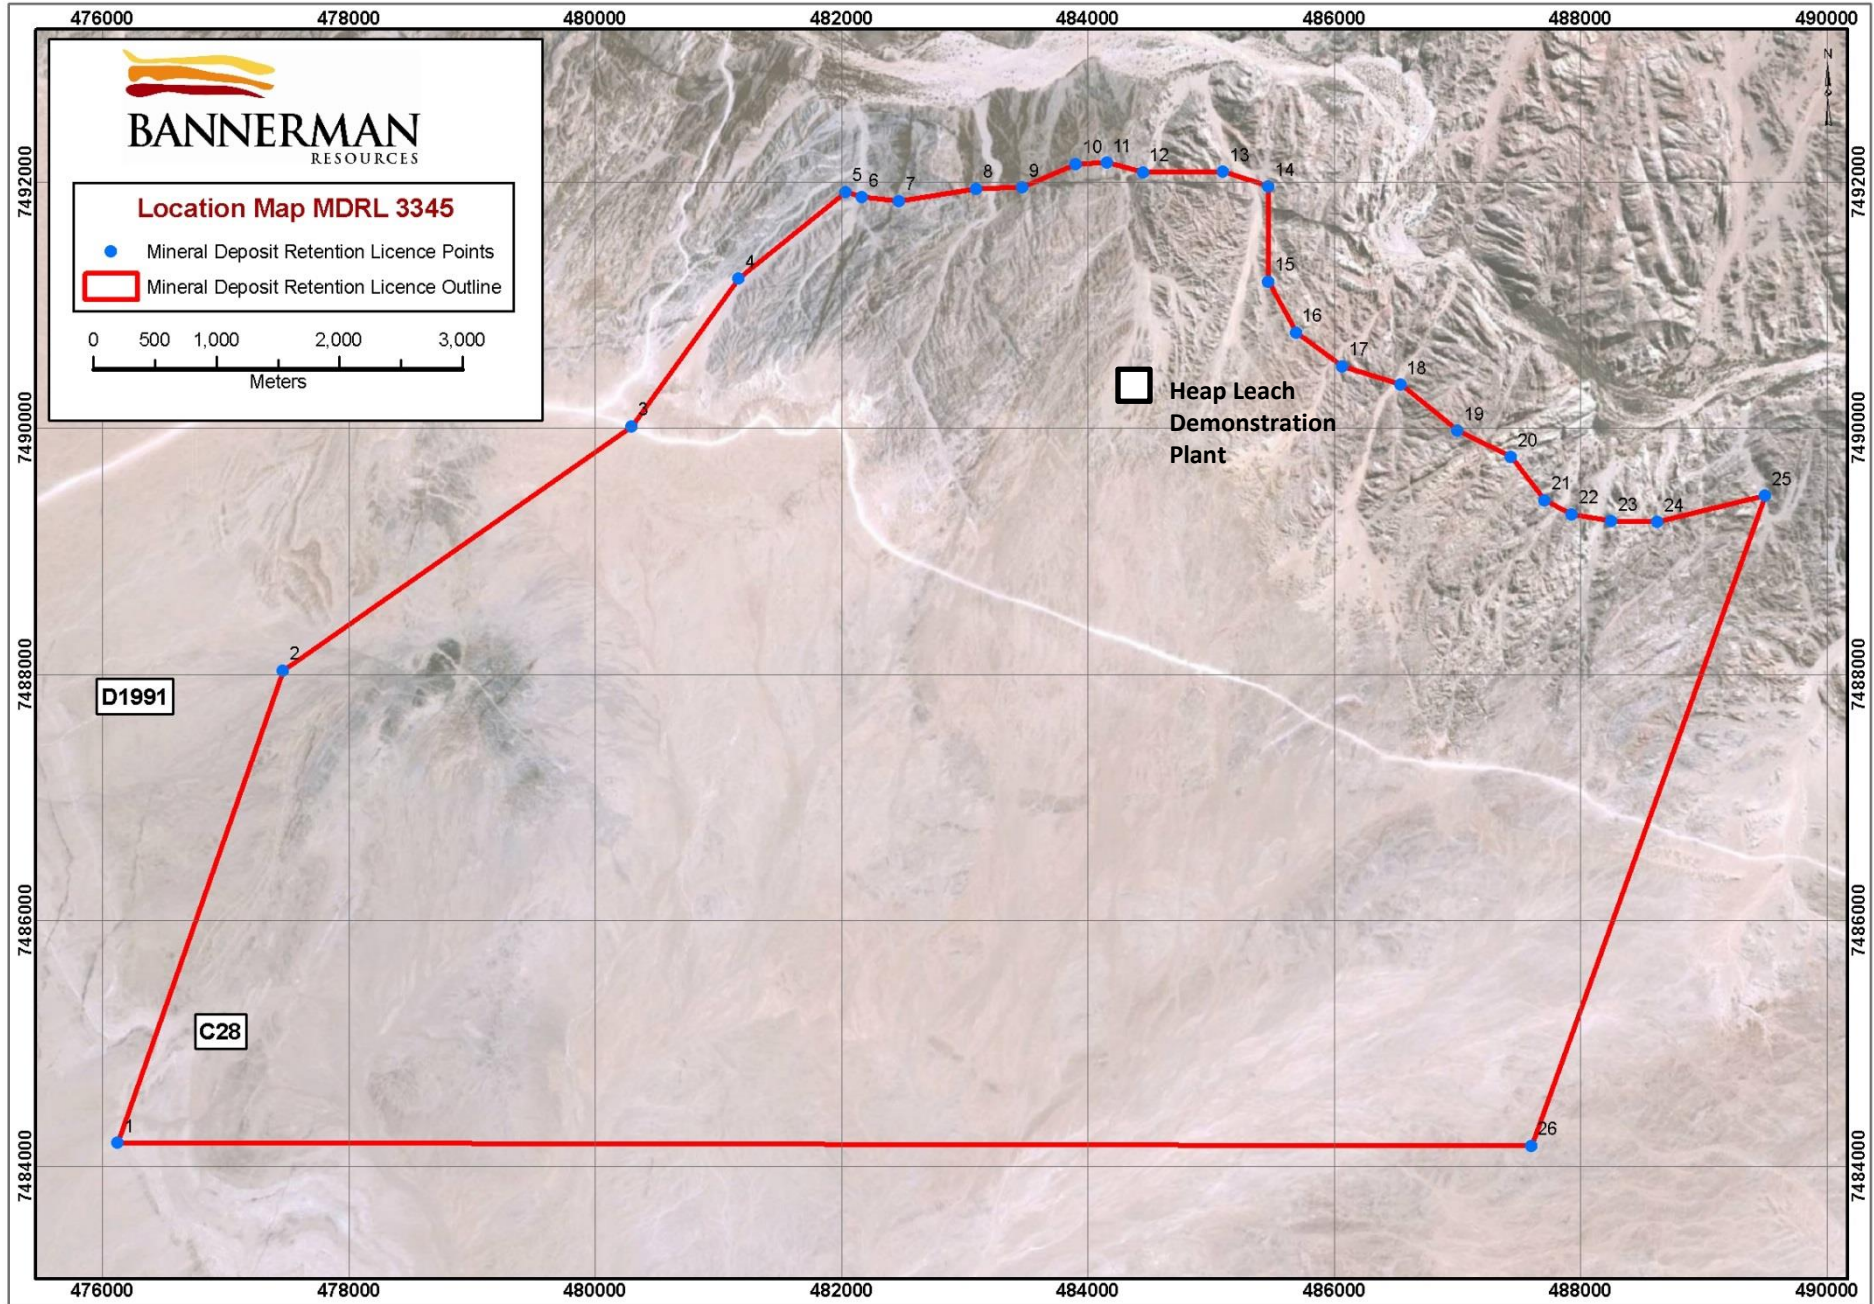 476000 478000 480000 482000 484000 486000 488000 490000
BANNERMAN
RESOURCES
Location Map MDRL 3345
Mineral Deposit Retention Licence Points
Mineral Deposit Retention Licence Outline
0 500 1,000 2,000 3,000
Meters
N
7492000
7490000
7488000
7486000
7484000
7492000
7490000
7488000
7486000
7484000
1
2
3
4
5
6
7
8
9
10
11
12
13
14
15
16
17
18
19
20
21
22
23
24
25
26
Heap Leach
Demonstration
Plant
D1991
C28
476000 478000 480000 482000 484000 486000 488000 490000